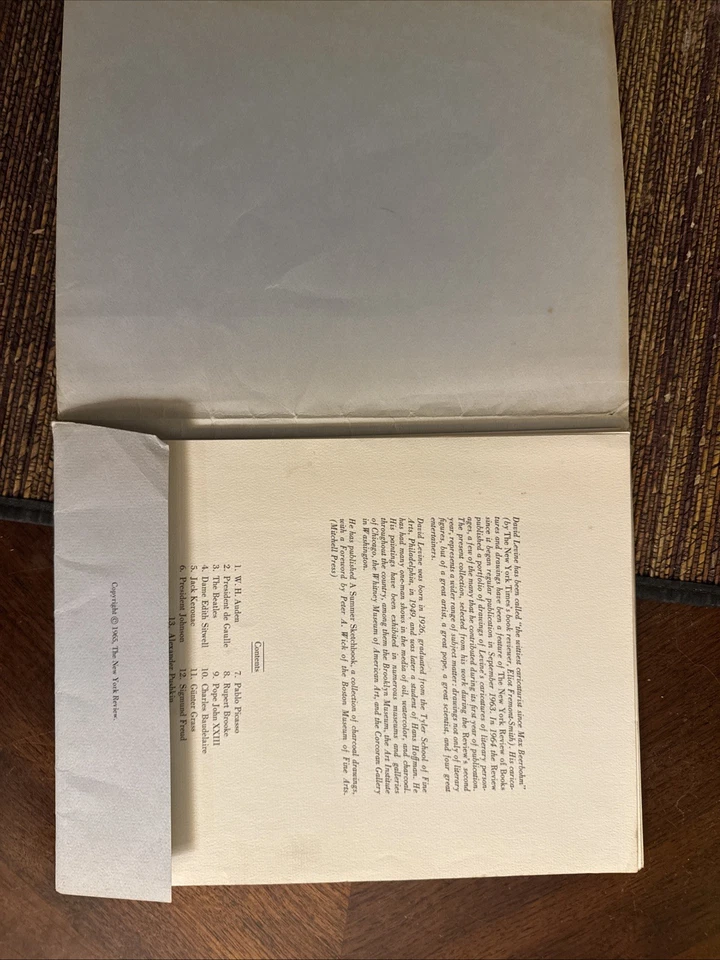 David Levine has been called "the wittiest caricaturist since Max Beerbohm"
(by The New York Times's book reviewer, Eliot Fremont-Smith). His carica-
tures and drawings have been a feature of The New York Review of Books
since it began regular publication in September 1963. In 1964 the Review
published a portfolio of drawings of Levine's caricatures of literary person-
ages, a few of the many that he contributed during its first year of publication.
The present collection, selected from his work during the Review's second
year, represents a wider range of subject matter: drawings not only of literary
figures, but of a great artist, a great pope, a great scientist, and four great
entertainers.
David Levine was born in 1926, graduated from the Tyler School of Fine
Arts, Philadelphia, in 1949, and was later a student of Hans Hoffman. He
has had many one-man shows in the media of oil, watercolor, and charcoal.
His paintings have been exhibited in numerous museums and galleries
throughout the country, among them the Brooklyn Museum, the Art Institute
of Chicago, the Whitney Museum of American Art, and the Corcoran Gallery
in Washington.
He has published A Summer Sketchbook, a collection of charcoal drawings,
with a Foreword by Peter A. Wick of the Boston Museum of Fine Arts.
(Mitchell Press)
Contents
1. W. H. Auden 7. Pablo Picasso
2. President de Gaulle 8. Rupert Brooke
3. The Beatles 9. Pope John XXIII
4. Dame Edith Sitwell 10. Charles Baudelaire
5. Jack Kerouac 11. Günter Grass
6. President Johnson 12. Sigmund Freud
13. Alexander Pushkin
Copyright © 1965, The New York Review.